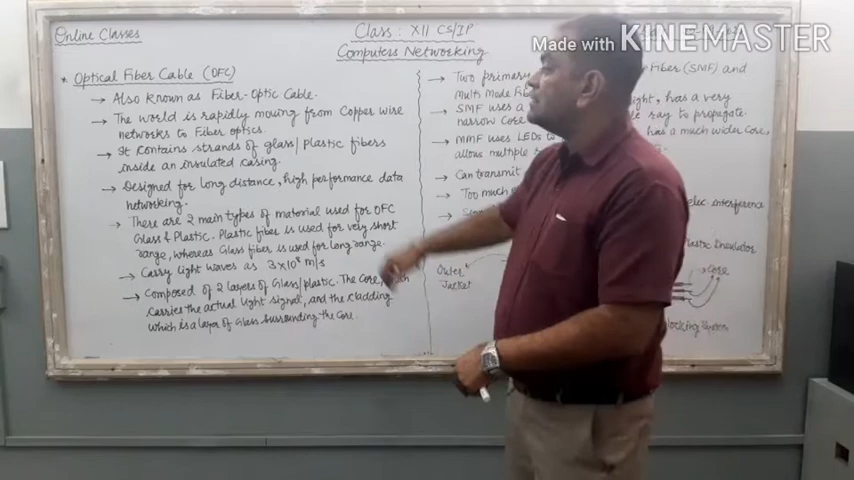 Online Classes
Class : XII CS/IP
Computers Networking
Made with KINEMASTER
* Optical Fiber Cable (OFC)
→ Also known as Fiber-Optic Cable.
→ The world is rapidly moving from Copper wire
networks to Fiber optics.
→ It contains strands of glass/Plastic fibers
inside an insulated casing.
→ Designed for long distance, high performance data
networking.
→ There are 2 main types of material used for OFC
Glass & Plastic. Plastic fiber is used for very short
range, whereas Glass fiber is used for long range.
→ Carry light waves as 3×10⁸ m/s
→ Composed of 2 layers of Glass/plastic. The Core,
carries the actual light signal, and the cladding
which is a layer of Glass surrounding the Core.
→ Two primary Fiber (SMF) and
Multi Mode
→ SMF uses a light, has a very
narrow Core ray to propagate.
→ MMF uses LEDs to has a much wider Core,
allows multiple
→ Can transmit
→ Too much interference
→
Outer
Jacket
Plastic Insulator
Core
Locking System